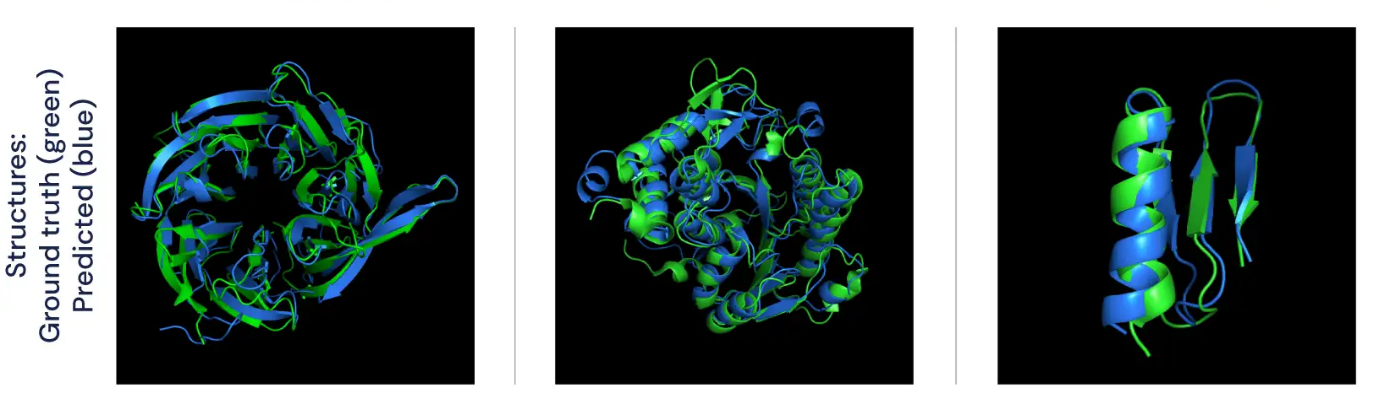 Structures:
Ground truth (green)
Predicted (blue)